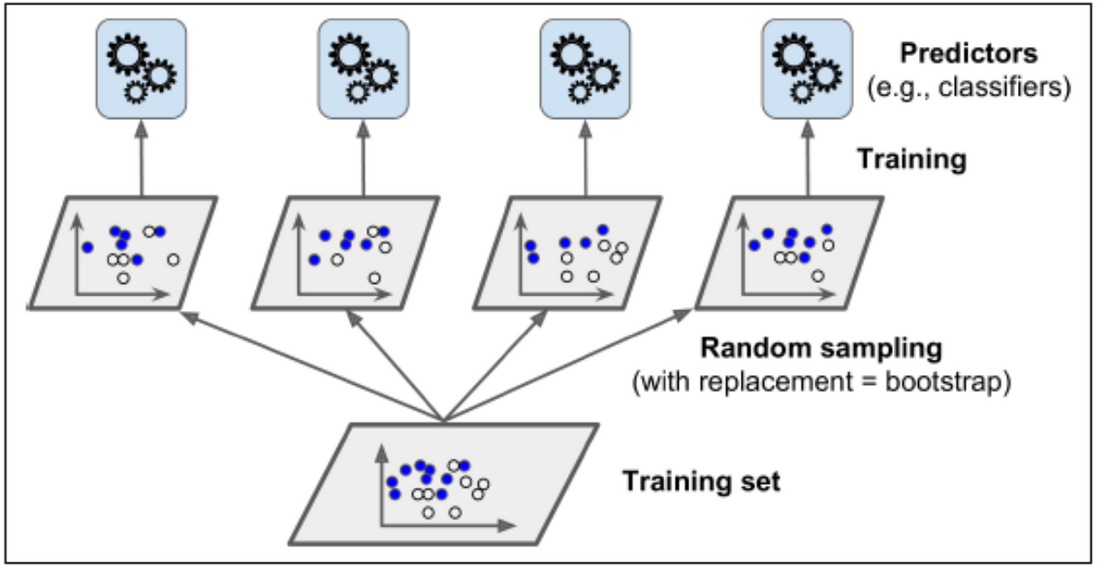 Predictors
(e.g., classifiers)
Training
Random sampling
(with replacement = bootstrap)
Training set